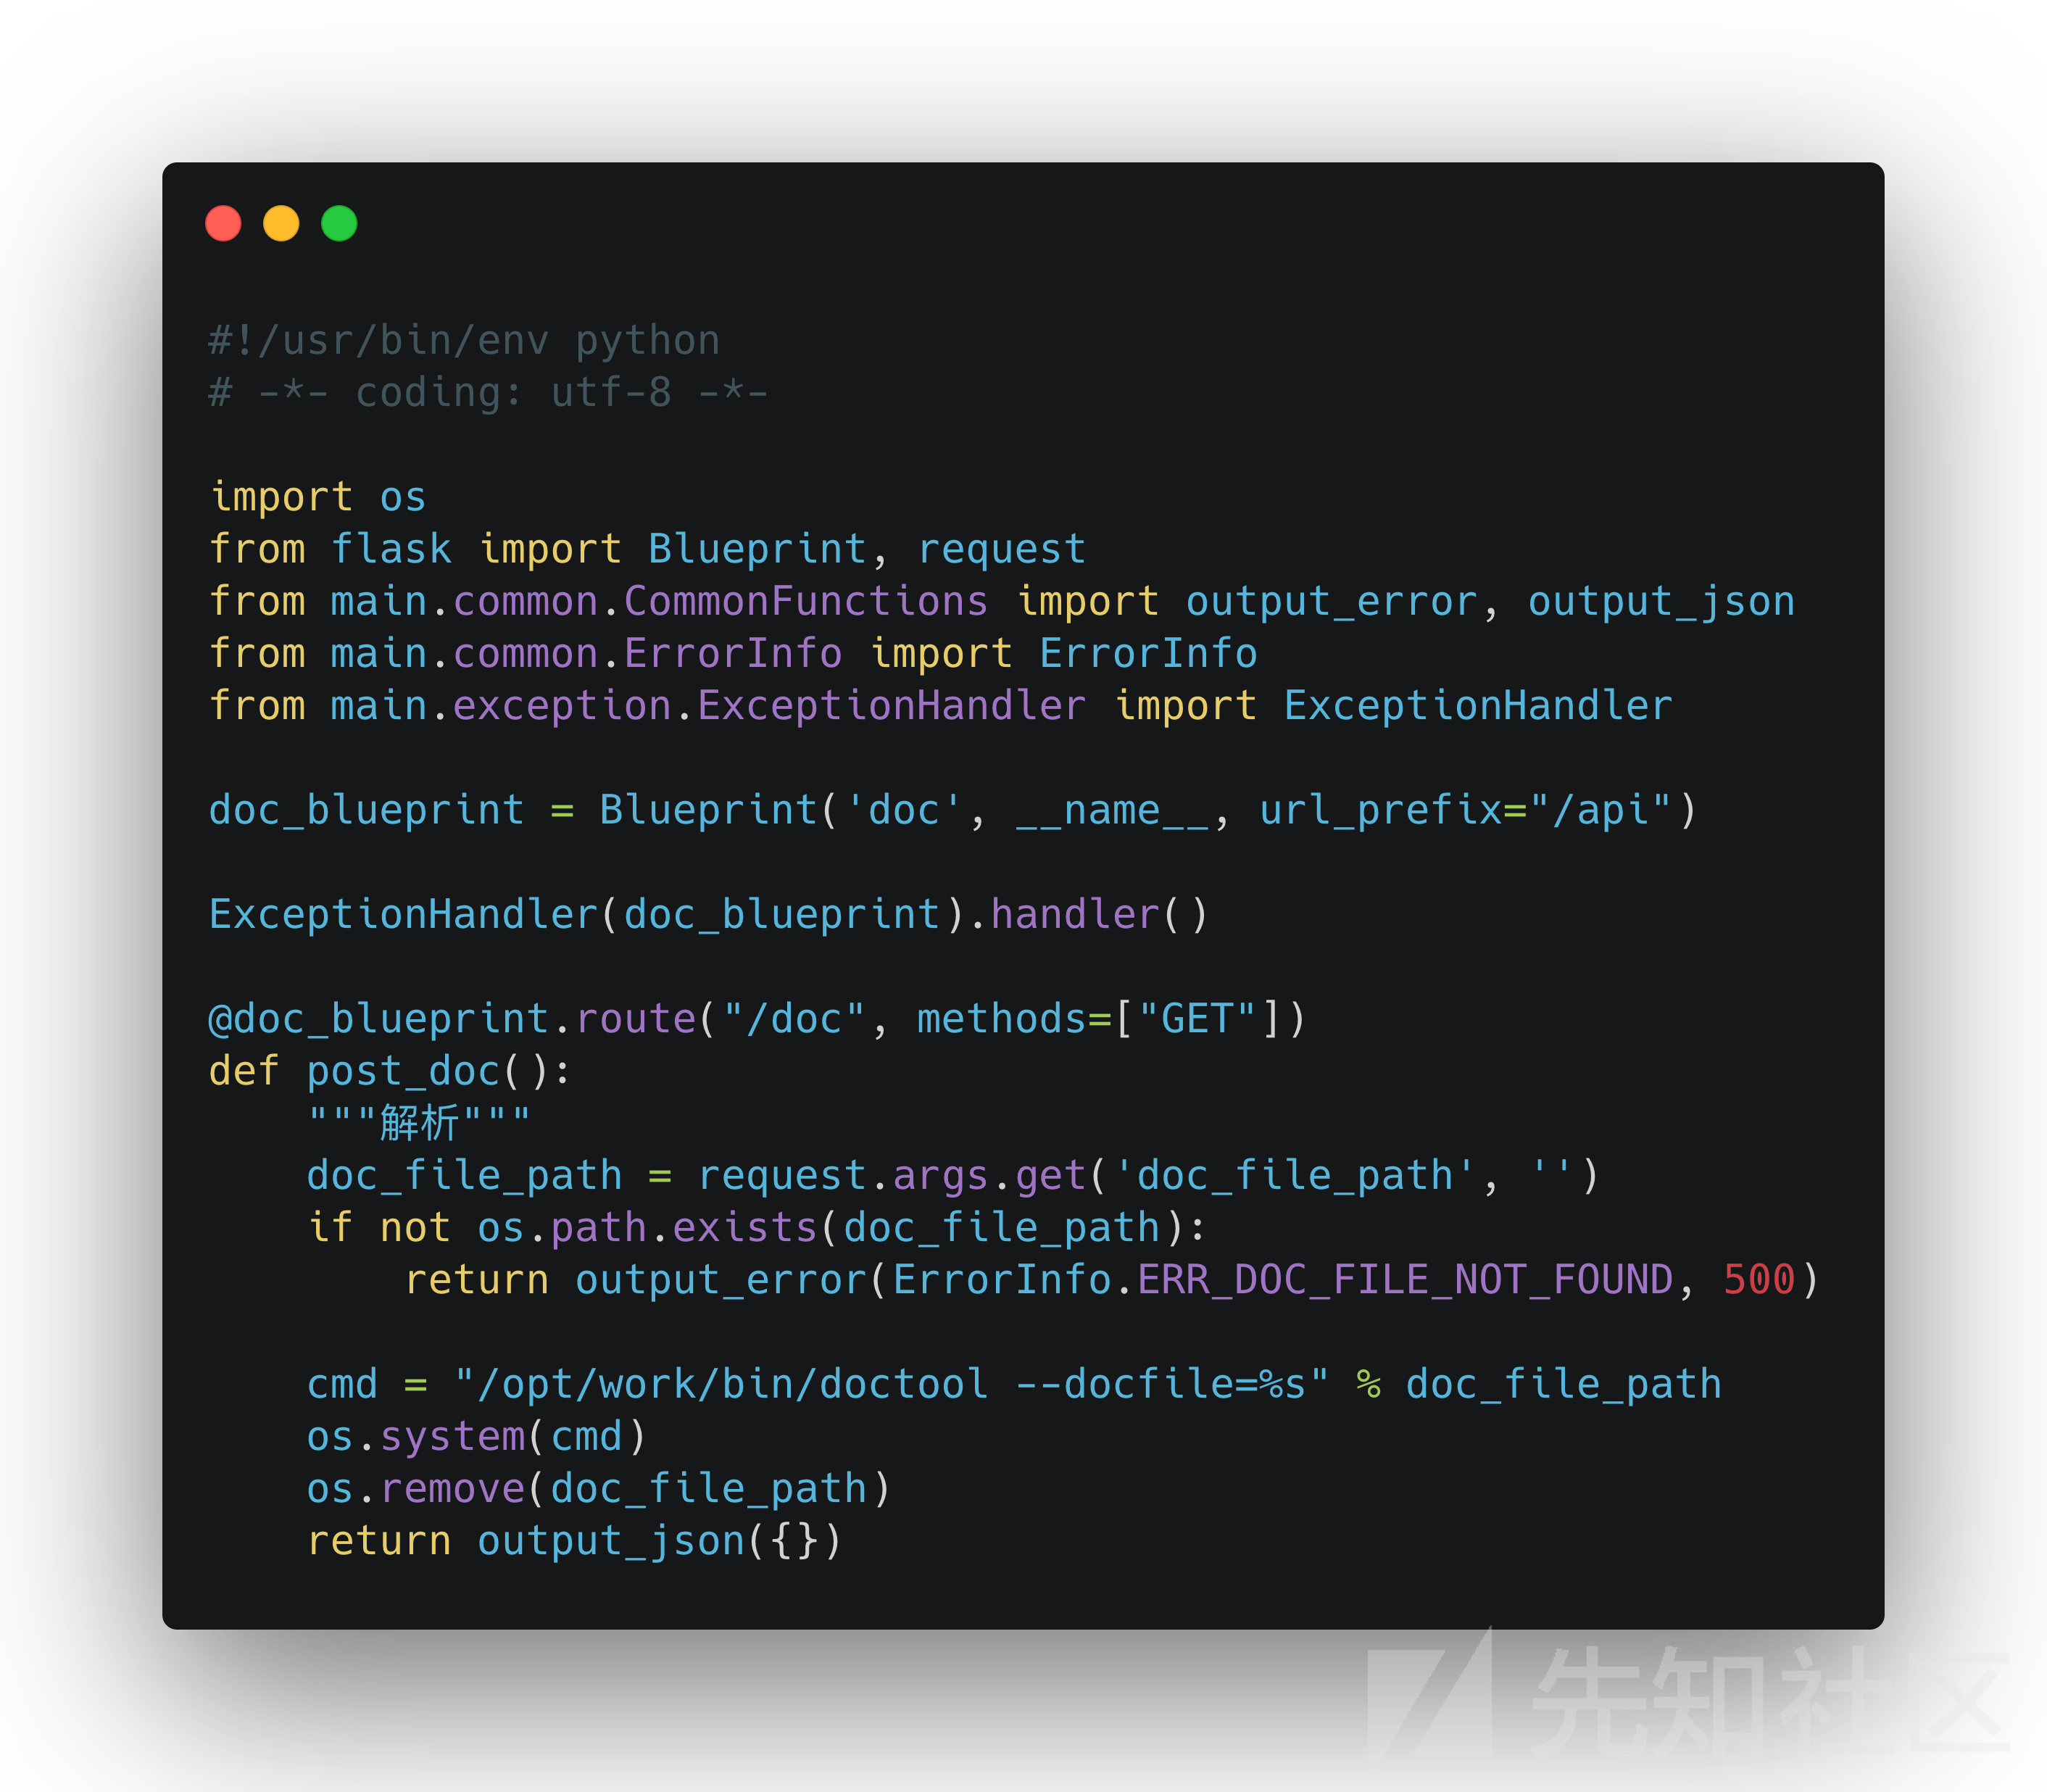 #!/usr/bin/env python
# -*- coding: utf-8 -*-
import os
from flask import Blueprint, request
from main.common.CommonFunctions import output_error, output_json
from main.common.ErrorInfo import ErrorInfo
from main.exception.ExceptionHandler import ExceptionHandler
doc_blueprint = Blueprint('doc', __name__, url_prefix="/api")
ExceptionHandler(doc_blueprint).handler()
@doc_blueprint.route("/doc", methods=["GET"])
def post_doc():
    """解析"""
    doc_file_path = request.args.get('doc_file_path', '')
    if not os.path.exists(doc_file_path):
        return output_error(ErrorInfo.ERR_DOC_FILE_NOT_FOUND, 500)
    cmd = "/opt/work/bin/doctool --docfile=%s" % doc_file_path
    os.system(cmd)
    os.remove(doc_file_path)
    return output_json({})
先知社区